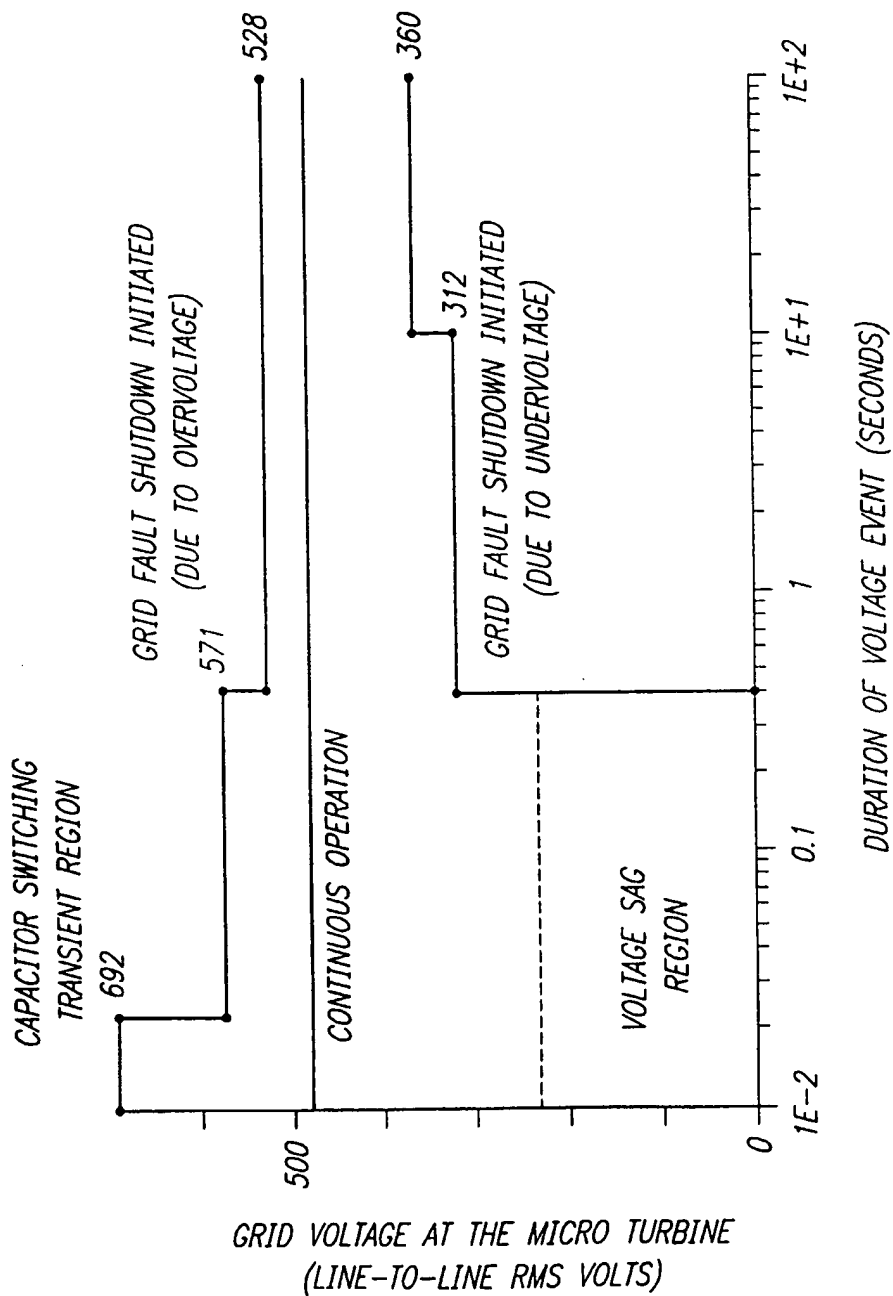 CAPACITOR SWITCHING
TRANSIENT REGION
692
571
GRID FAULT SHUTDOWN INITIATED
(DUE TO OVERVOLTAGE)
528
500
CONTINUOUS OPERATION
360
312
GRID FAULT SHUTDOWN INITIATED
(DUE TO UNDERVOLTAGE)
VOLTAGE SAG
REGION
0
1E-2
0.1
1
1E+1
1E+2
DURATION OF VOLTAGE EVENT (SECONDS)
GRID VOLTAGE AT THE MICRO TURBINE
(LINE-TO-LINE RMS VOLTS)